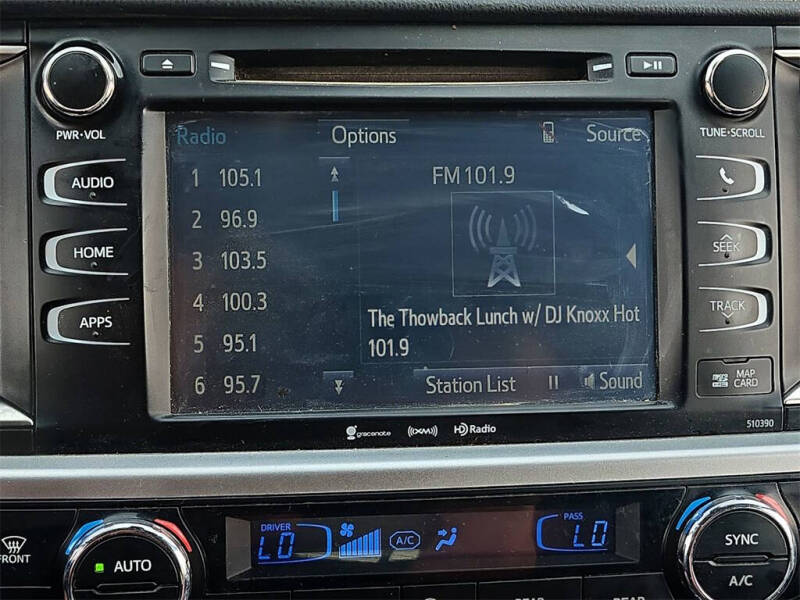 PWR•VOL
TUNE•SCROLL
Radio
Options
Source
AUDIO
HOME
APPS
1 105.1
2 96.9
3 103.5
4 100.3
5 95.1
6 95.7
FM 101.9
The Thowback Lunch w/ DJ Knoxx Hot
101.9
Station List
Sound
SEEK
TRACK
MAP
CARD
510390
gracenote
((XM))
HD Radio
FRONT
AUTO
DRIVER
LO
A/C
PASS
LO
SYNC
A/C
REAR
REAR